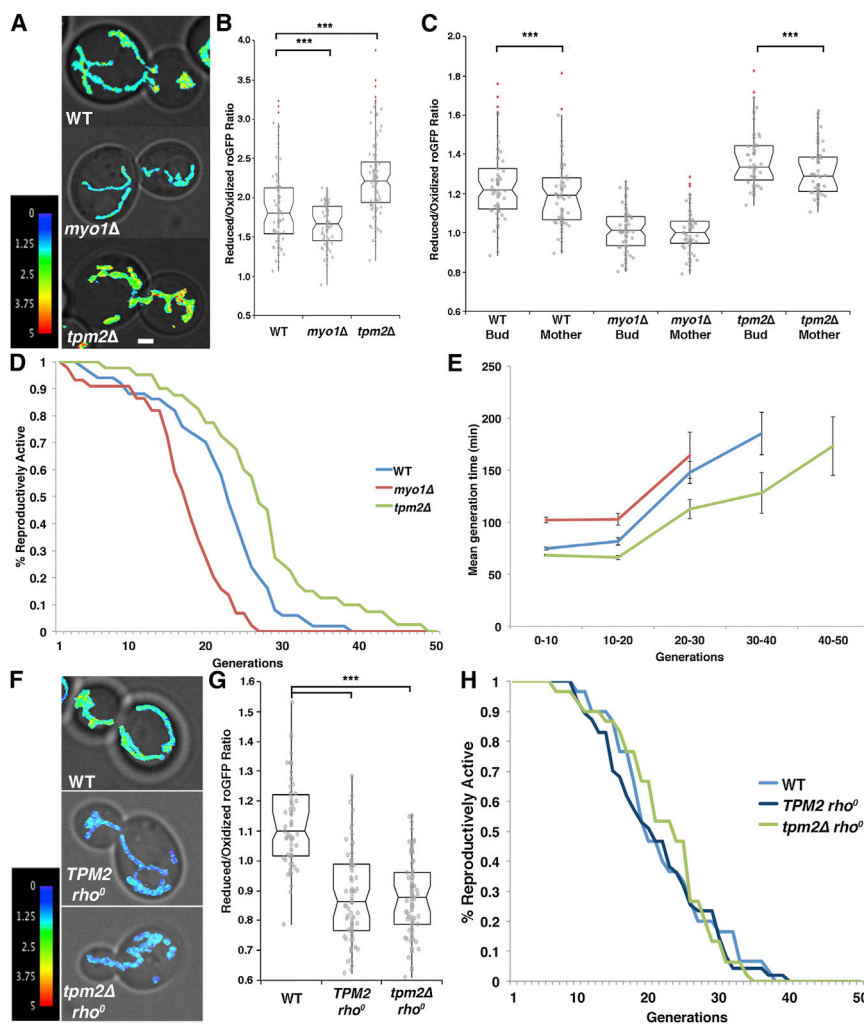 A
WT
myo1Δ
tpm2Δ
0
1.25
2.5
3.75
5
B
***
***
Reduced/Oxidized roGFP Ratio
4.0
3.5
3.0
2.5
2.0
1.5
1.0
0.5
WT
myo1Δ
tpm2Δ
C
***
***
Reduced/Oxidized roGFP Ratio
2.0
1.8
1.6
1.4
1.2
1.0
0.8
0.6
WT Bud
WT Mother
myo1Δ Bud
myo1Δ Mother
tpm2Δ Bud
tpm2Δ Mother
D
% Reproductively Active
1
0.9
0.8
0.7
0.6
0.5
0.4
0.3
0.2
0.1
0
1
10
20
30
40
50
Generations
WT
myo1Δ
tpm2Δ
E
Mean generation time (min)
250
200
150
100
50
0
0-10
10-20
20-30
30-40
40-50
Generations
F
WT
TPM2
rho⁰
tpm2Δ
rho⁰
0
1.25
2.5
3.75
5
G
***
Reduced/Oxidized roGFP Ratio
1.6
1.5
1.4
1.3
1.2
1.1
1.0
0.9
0.8
0.7
0.6
WT
TPM2
rho⁰
tpm2Δ
rho⁰
H
% Reproductively Active
1
0.9
0.8
0.7
0.6
0.5
0.4
0.3
0.2
0.1
0
1
10
20
30
40
50
Generations
WT
TPM2 rho⁰
tpm2Δ rho⁰